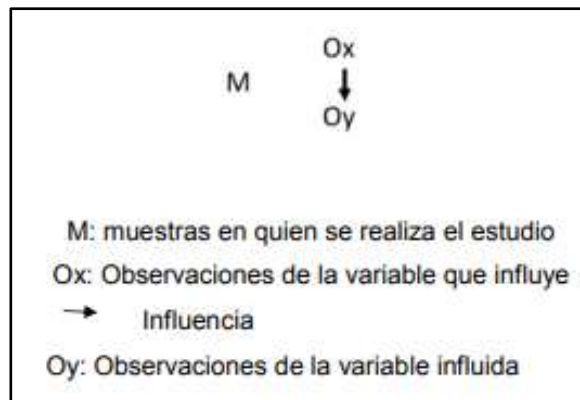 Ox
M
Oy
M: muestras en quien se realiza el estudio
Ox: Observaciones de la variable que influye
Influencia
Oy: Observaciones de la variable influida